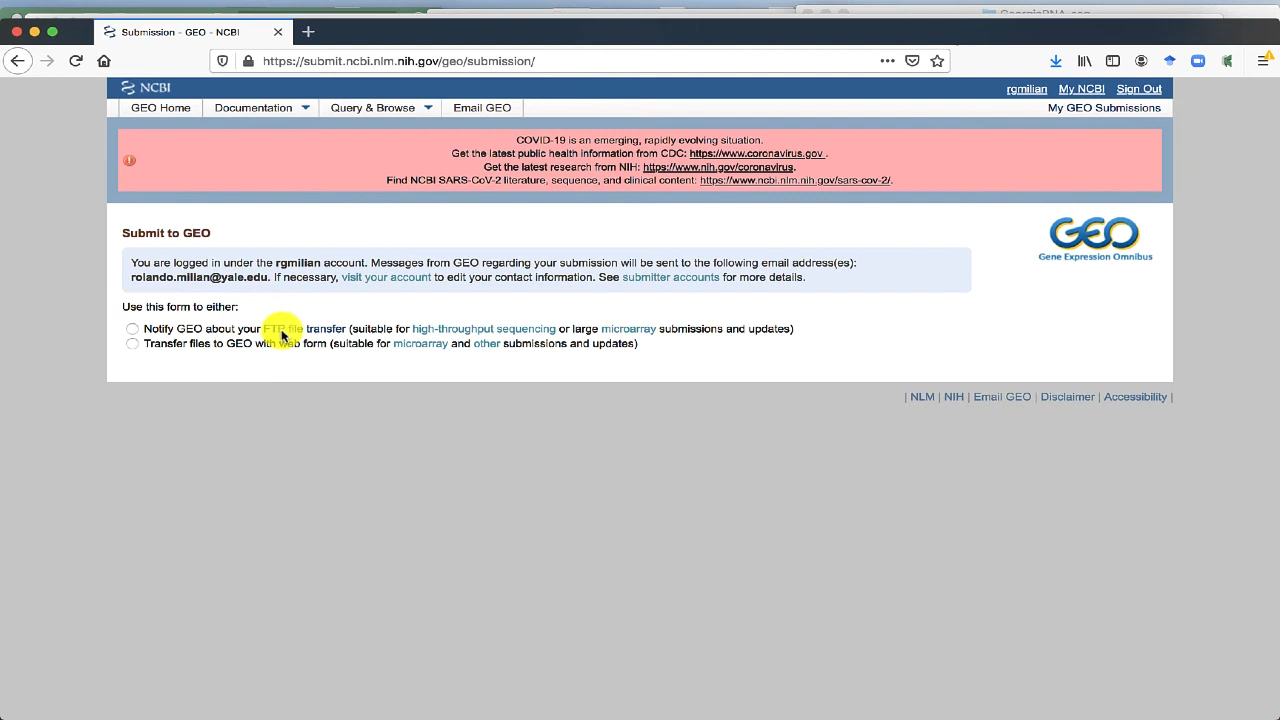 GeorgieRNA-seq
Submission - GEO - NCBI
https://submit.ncbi.nlm.nih.gov/geo/submission/
NCBI
rgmilian My NCBI Sign Out
GEO Home Documentation Query & Browse Email GEO My GEO Submissions
COVID-19 is an emerging, rapidly evolving situation.
Get the latest public health information from CDC: https://www.coronavirus.gov .
Get the latest research from NIH: https://www.nih.gov/coronavirus.
Find NCBI SARS-CoV-2 literature, sequence, and clinical content: https://www.ncbi.nlm.nih.gov/sars-cov-2/.
Submit to GEO
GEO
Gene Expression Omnibus
You are logged in under the rgmilian account. Messages from GEO regarding your submission will be sent to the following email address(es):
rolando.milian@yale.edu. If necessary, visit your account to edit your contact information. See submitter accounts for more details.
Use this form to either:
Notify GEO about your FTP file transfer (suitable for high-throughput sequencing or large microarray submissions and updates)
Transfer files to GEO with web form (suitable for microarray and other submissions and updates)
| NLM | NIH | Email GEO | Disclaimer | Accessibility |